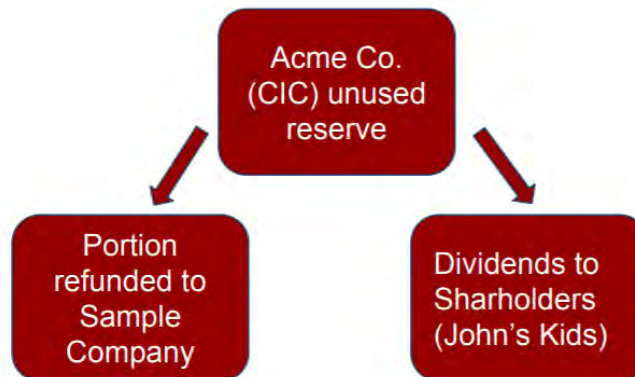 Acme Co.
(CIC) unused
reserve
Portion
refunded to
Sample
Company
Dividends to
Sharholders
(John's Kids)